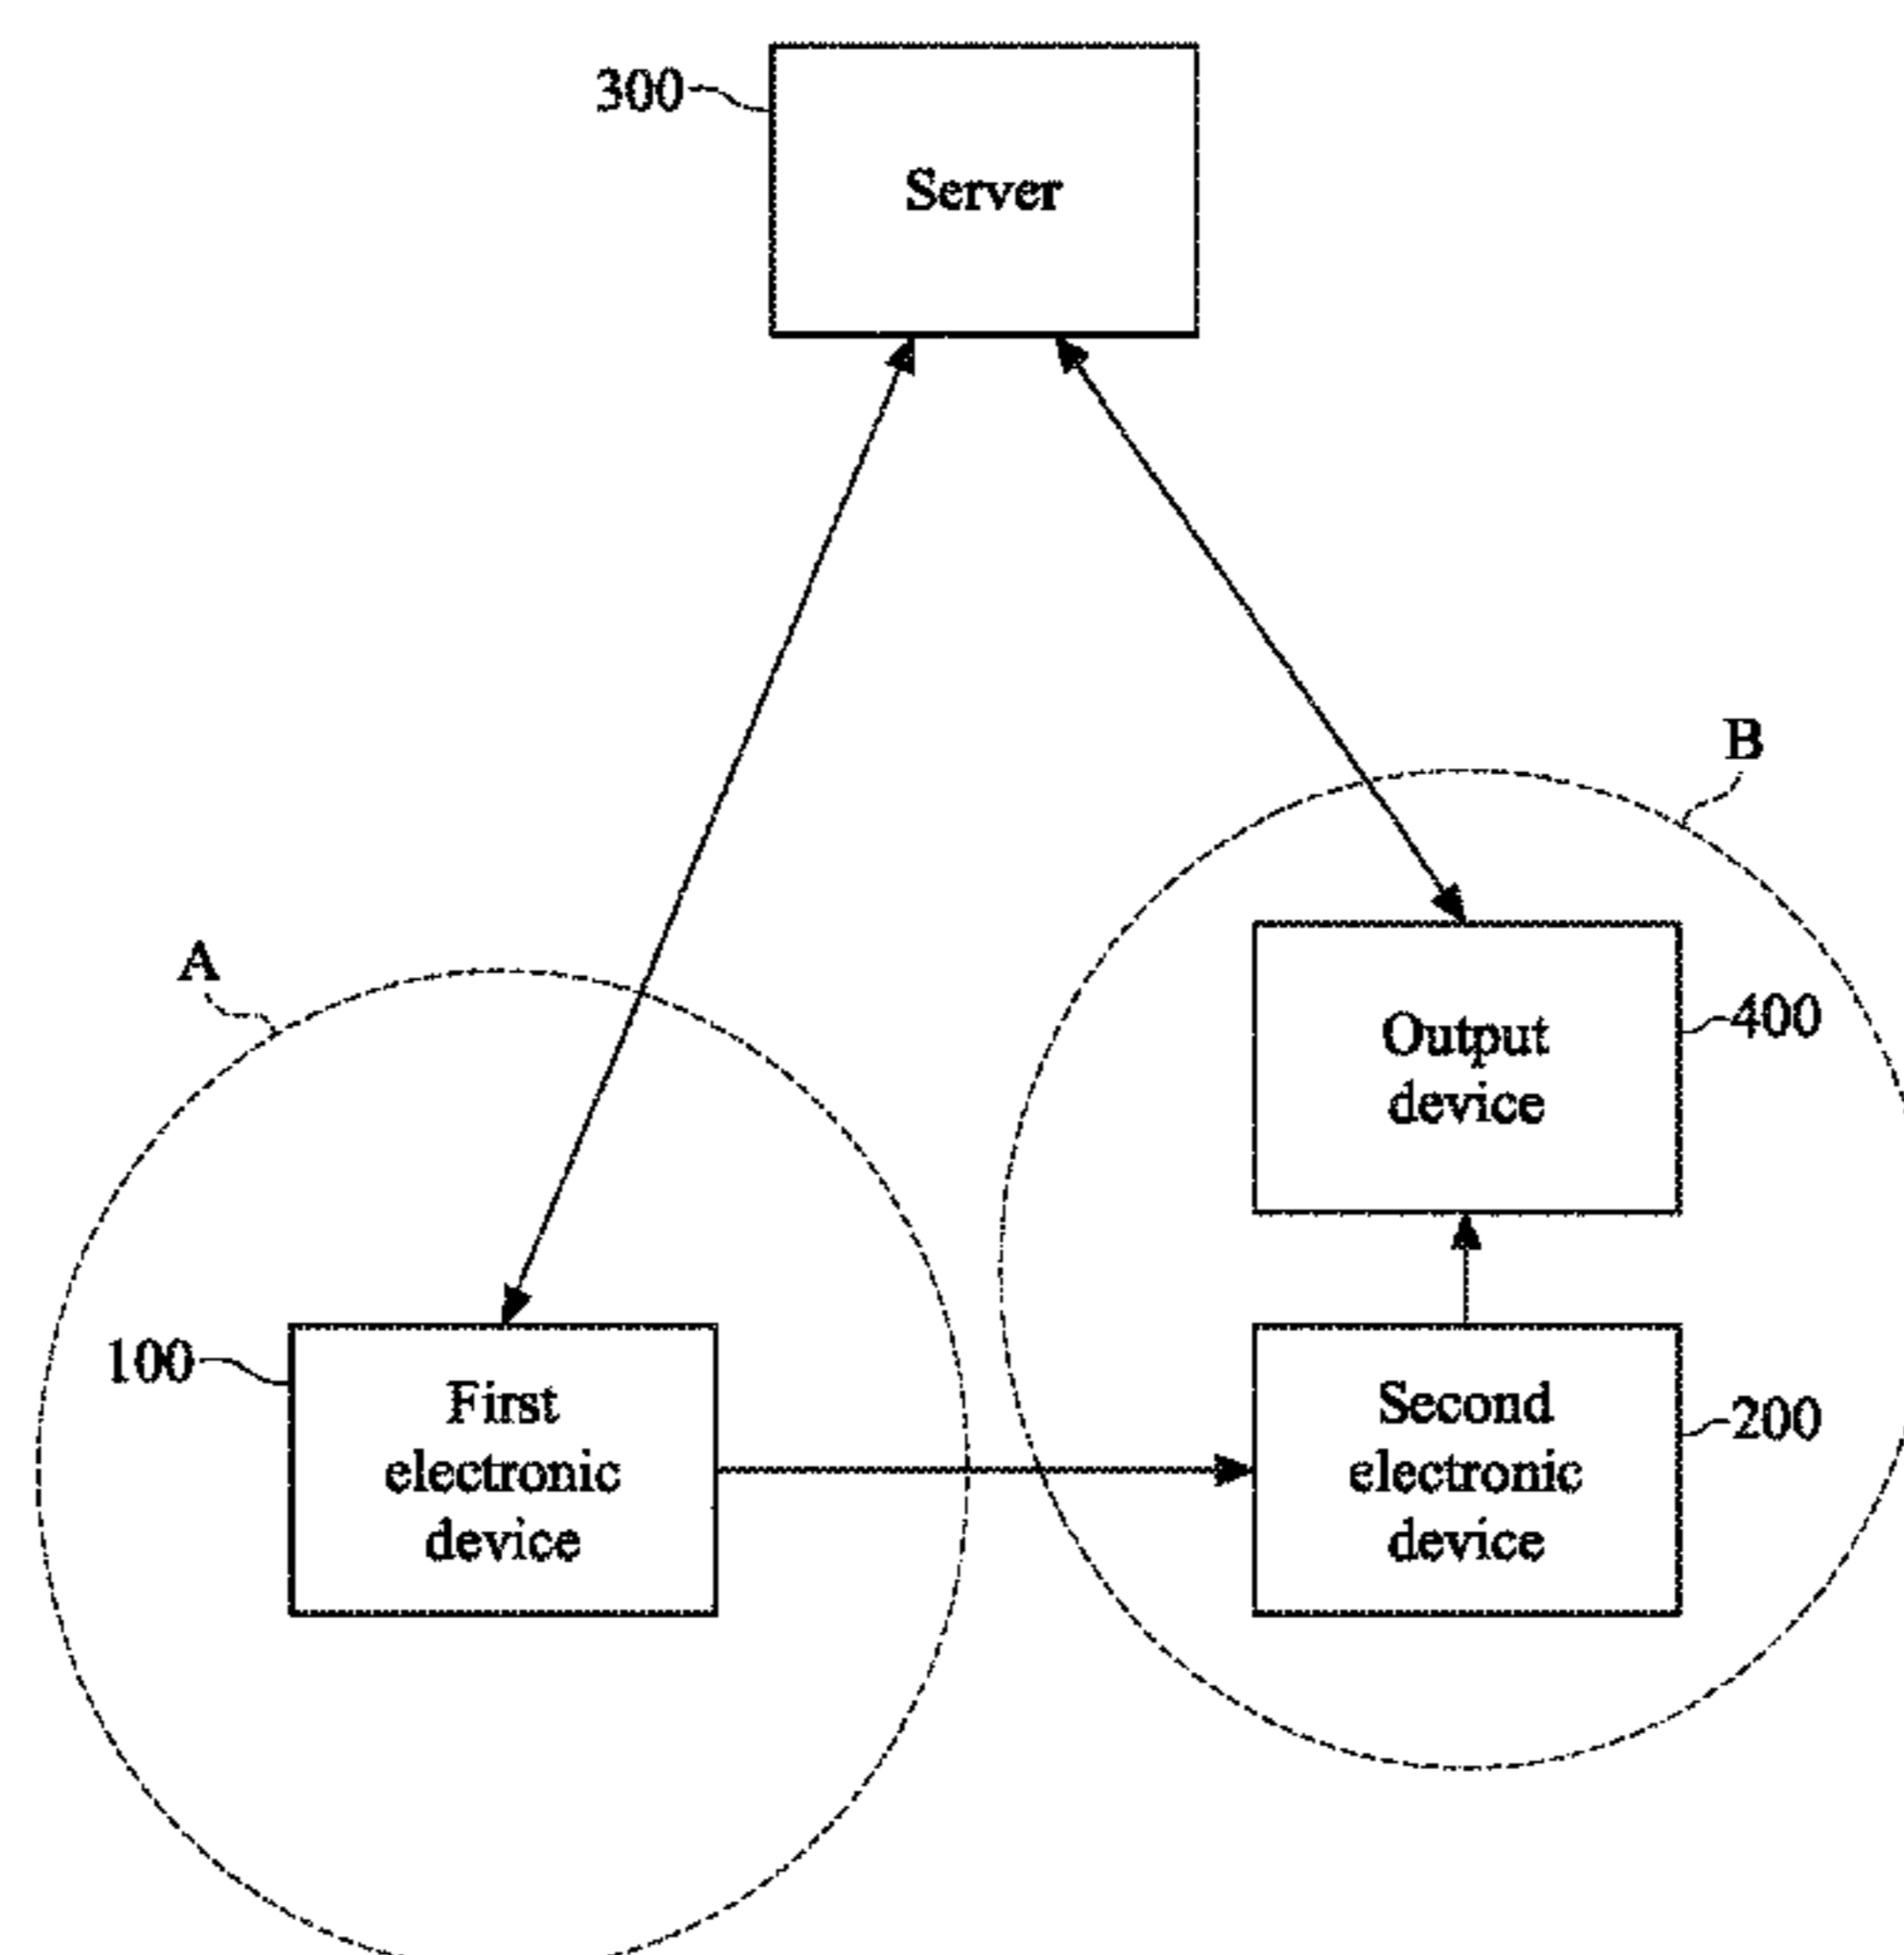 300
Server
B
A
Output
device
400
100
First
electronic
device
Second
electronic
device
200